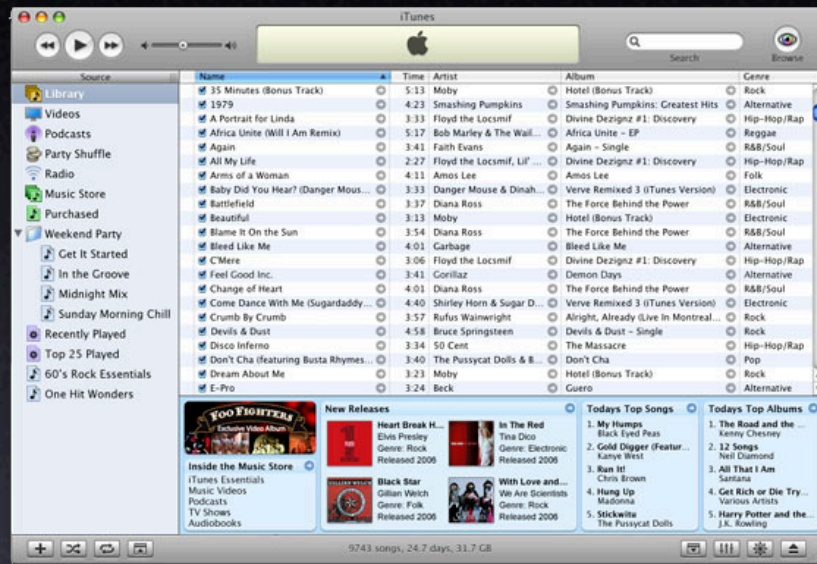 iTunes
Search
Browse
Source
Library
Videos
Podcasts
Party Shuffle
Radio
Music Store
Purchased
Weekend Party
Get It Started
In the Groove
Midnight Mix
Sunday Morning Chill
Recently Played
Top 25 Played
60's Rock Essentials
One Hit Wonders
Name Time Artist Album Genre
35 Minutes (Bonus Track) 5:13 Moby Hotel (Bonus Track) Rock
1979 4:23 Smashing Pumpkins Smashing Pumpkins: Greatest Hits Alternative
A Portrait for Linda 3:33 Floyd the Locsmif Divine Dezignz #1: Discovery Hip-Hop/Rap
Africa Unite (Will I Am Remix) 5:17 Bob Marley & The Wail... Africa Unite - EP Reggae
Again 3:41 Faith Evans Again - Single R&B/Soul
All My Life 2:27 Floyd the Locsmif, Lil' ... Divine Dezignz #1: Discovery Hip-Hop/Rap
Arms of a Woman 4:11 Amos Lee Amos Lee Folk
Baby Did You Hear? (Danger Mous... 3:33 Danger Mouse & Dinah... Verve Remixed 3 (iTunes Version) Electronic
Battlefield 3:37 Diana Ross The Force Behind the Power R&B/Soul
Beautiful 3:13 Moby Hotel (Bonus Track) Electronic
Blame It On the Sun 3:54 Diana Ross The Force Behind the Power R&B/Soul
Bleed Like Me 4:01 Garbage Bleed Like Me Alternative
C'Mere 3:06 Floyd the Locsmif Divine Dezignz #1: Discovery Hip-Hop/Rap
Feel Good Inc. 3:41 Gorillaz Demon Days Alternative
Change of Heart 4:01 Diana Ross The Force Behind the Power R&B/Soul
Come Dance With Me (Sugardaddy... 4:40 Shirley Horn & Sugar D... Verve Remixed 3 (iTunes Version) Electronic
Crumb By Crumb 3:57 Rufus Wainwright Alright, Already (Live In Montreal... Rock
Devils & Dust 4:58 Bruce Springsteen Devils & Dust - Single Rock
Disco Inferno 3:34 50 Cent The Massacre Hip-Hop/Rap
Don't Cha (featuring Busta Rhymes... 3:40 The Pussycat Dolls & B... Don't Cha Pop
Dream About Me 3:23 Moby Hotel (Bonus Track) Rock
E-Pro 3:24 Beck Guero Alternative
FOO FIGHTERS
Exclusive Video Album
Inside the Music Store
iTunes Essentials
Music Videos
Podcasts
TV Shows
Audiobooks
New Releases
Heart Break H...
Elvis Presley
Genre: Rock
Released 2006
In The Red
Tina Dico
Genre: Electronic
Released 2006
Black Star
Gillian Welch
Genre: Folk
Released 2006
With Love and...
We Are Scientists
Genre: Rock
Released 2006
Todays Top Songs
1. My Humps
Black Eyed Peas
2. Gold Digger (Featur...
Kanye West
3. Run It!
Chris Brown
4. Hung Up
Madonna
5. Stickwitu
The Pussycat Dolls
Todays Top Albums
1. The Road and the ...
Kenny Chesney
2. 12 Songs
Neil Diamond
3. All That I Am
Santana
4. Get Rich or Die Try...
Various Artists
5. Harry Potter and the...
J.K. Rowling
9743 songs, 24.7 days, 31.7 GB